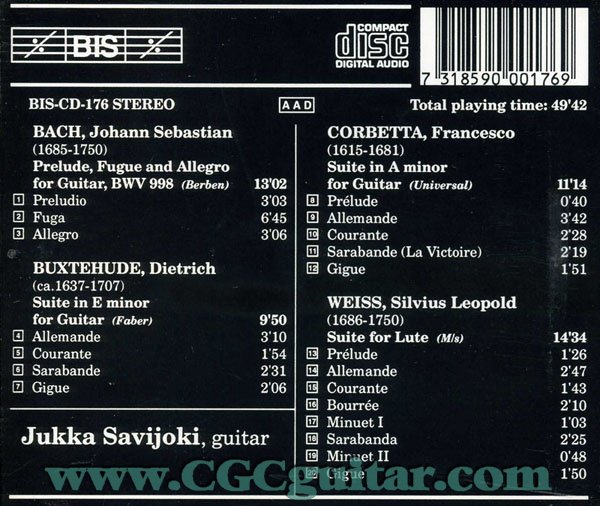 BIS
COMPACT
disc
DIGITAL AUDIO
7 318590 001769
BIS-CD-176 STEREO
AAD
Total playing time: 49'42
BACH, Johann Sebastian
(1685-1750)
Prelude, Fugue and Allegro
for Guitar, BWV 998 (Berben) 13'02
1 Preludio 3'03
2 Fuga 6'45
3 Allegro 3'06
BUXTEHUDE, Dietrich
(ca.1637-1707)
Suite in E minor
for Guitar (Faber) 9'50
4 Allemande 3'10
5 Courante 1'54
6 Sarabande 2'31
7 Gigue 2'06
Jukka Savijoki, guitar
CORBETTA, Francesco
(1615-1681)
Suite in A minor
for Guitar (Universal) 11'14
8 Prélude 0'40
9 Allemande 3'42
10 Courante 2'28
11 Sarabande (La Victoire) 2'19
12 Gigue 1'51
WEISS, Silvius Leopold
(1686-1750)
Suite for Lute (M/s) 14'34
13 Prélude 1'26
14 Allemande 2'47
15 Courante 1'43
16 Bourrée 2'10
17 Minuet I 1'03
18 Sarabanda 2'25
19 Minuet II 0'48
20 Gigue 1'50
www.CGCguitar.com